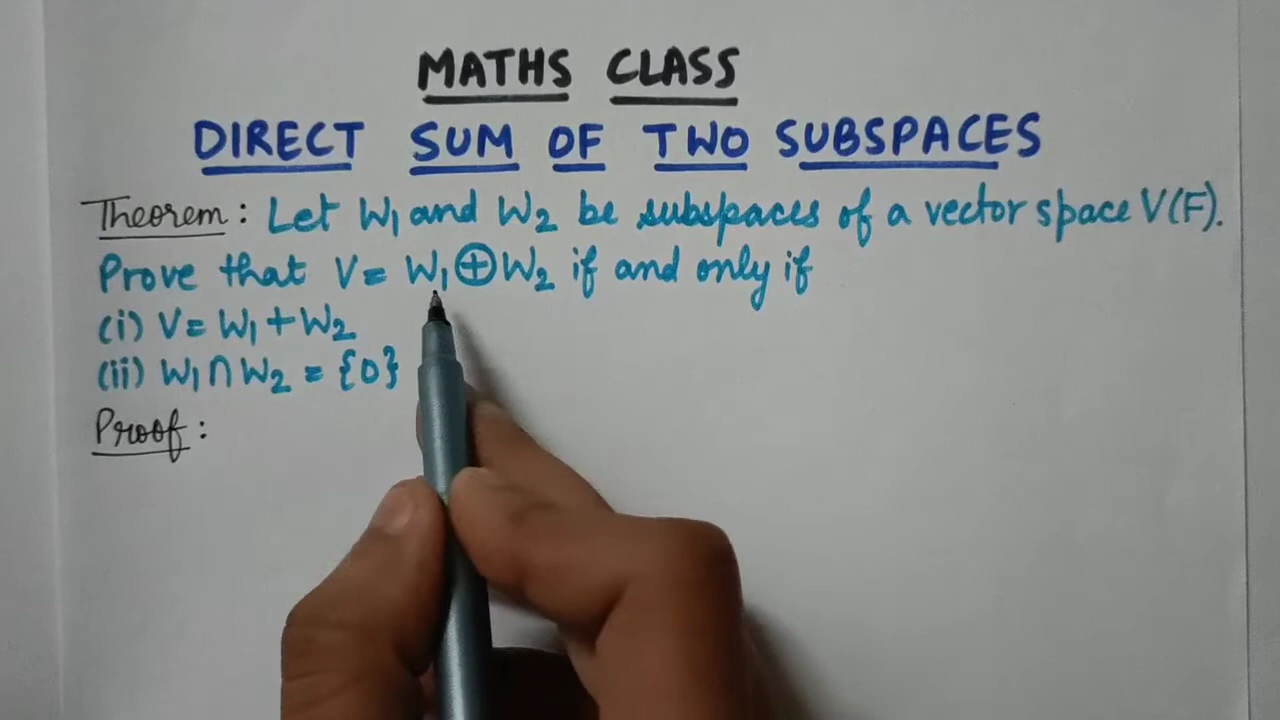 MATHS CLASS
DIRECT SUM OF TWO SUBSPACES
Theorem: Let W₁ and W₂ be subspaces of a vector space V(F).
Prove that V = W₁⊕W₂ if and only if
(i) V = W₁ + W₂
(ii) W₁ ∩ W₂ = {0}
Proof: